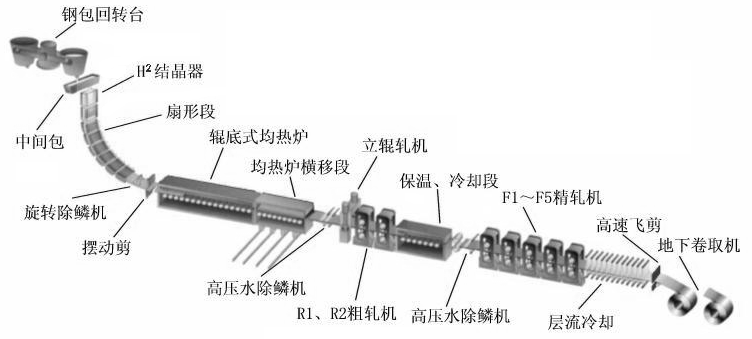 钢包回转台
H²结晶器
中间包
扇形段
辊底式均热炉
立辊轧机
均热炉横移段
保温、冷却段
F1～F5精轧机
旋转除鳞机
高速飞剪
摆动剪
地下卷取机
高压水除鳞机
R1、R2粗轧机
高压水除鳞机
层流冷却